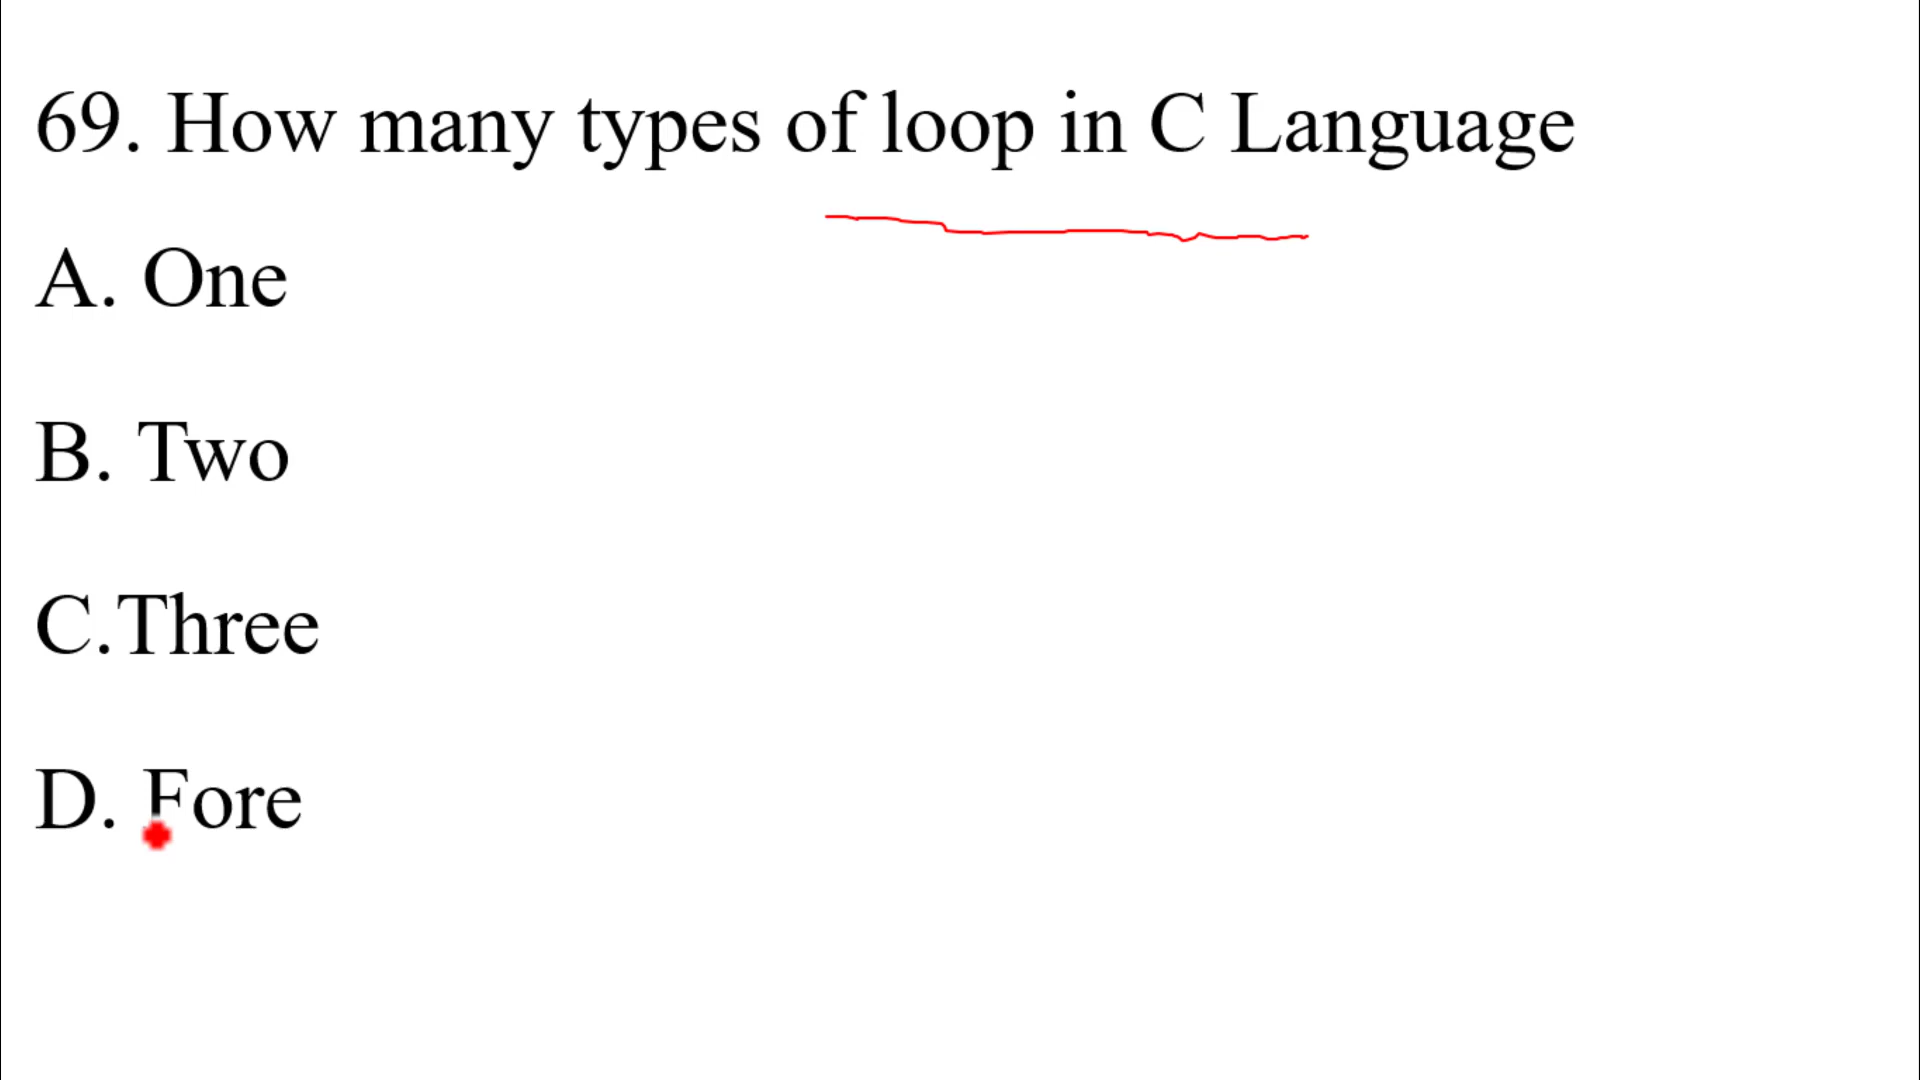 69. How many types of loop in C Language
A. One
B. Two
C.Three
D. Fore